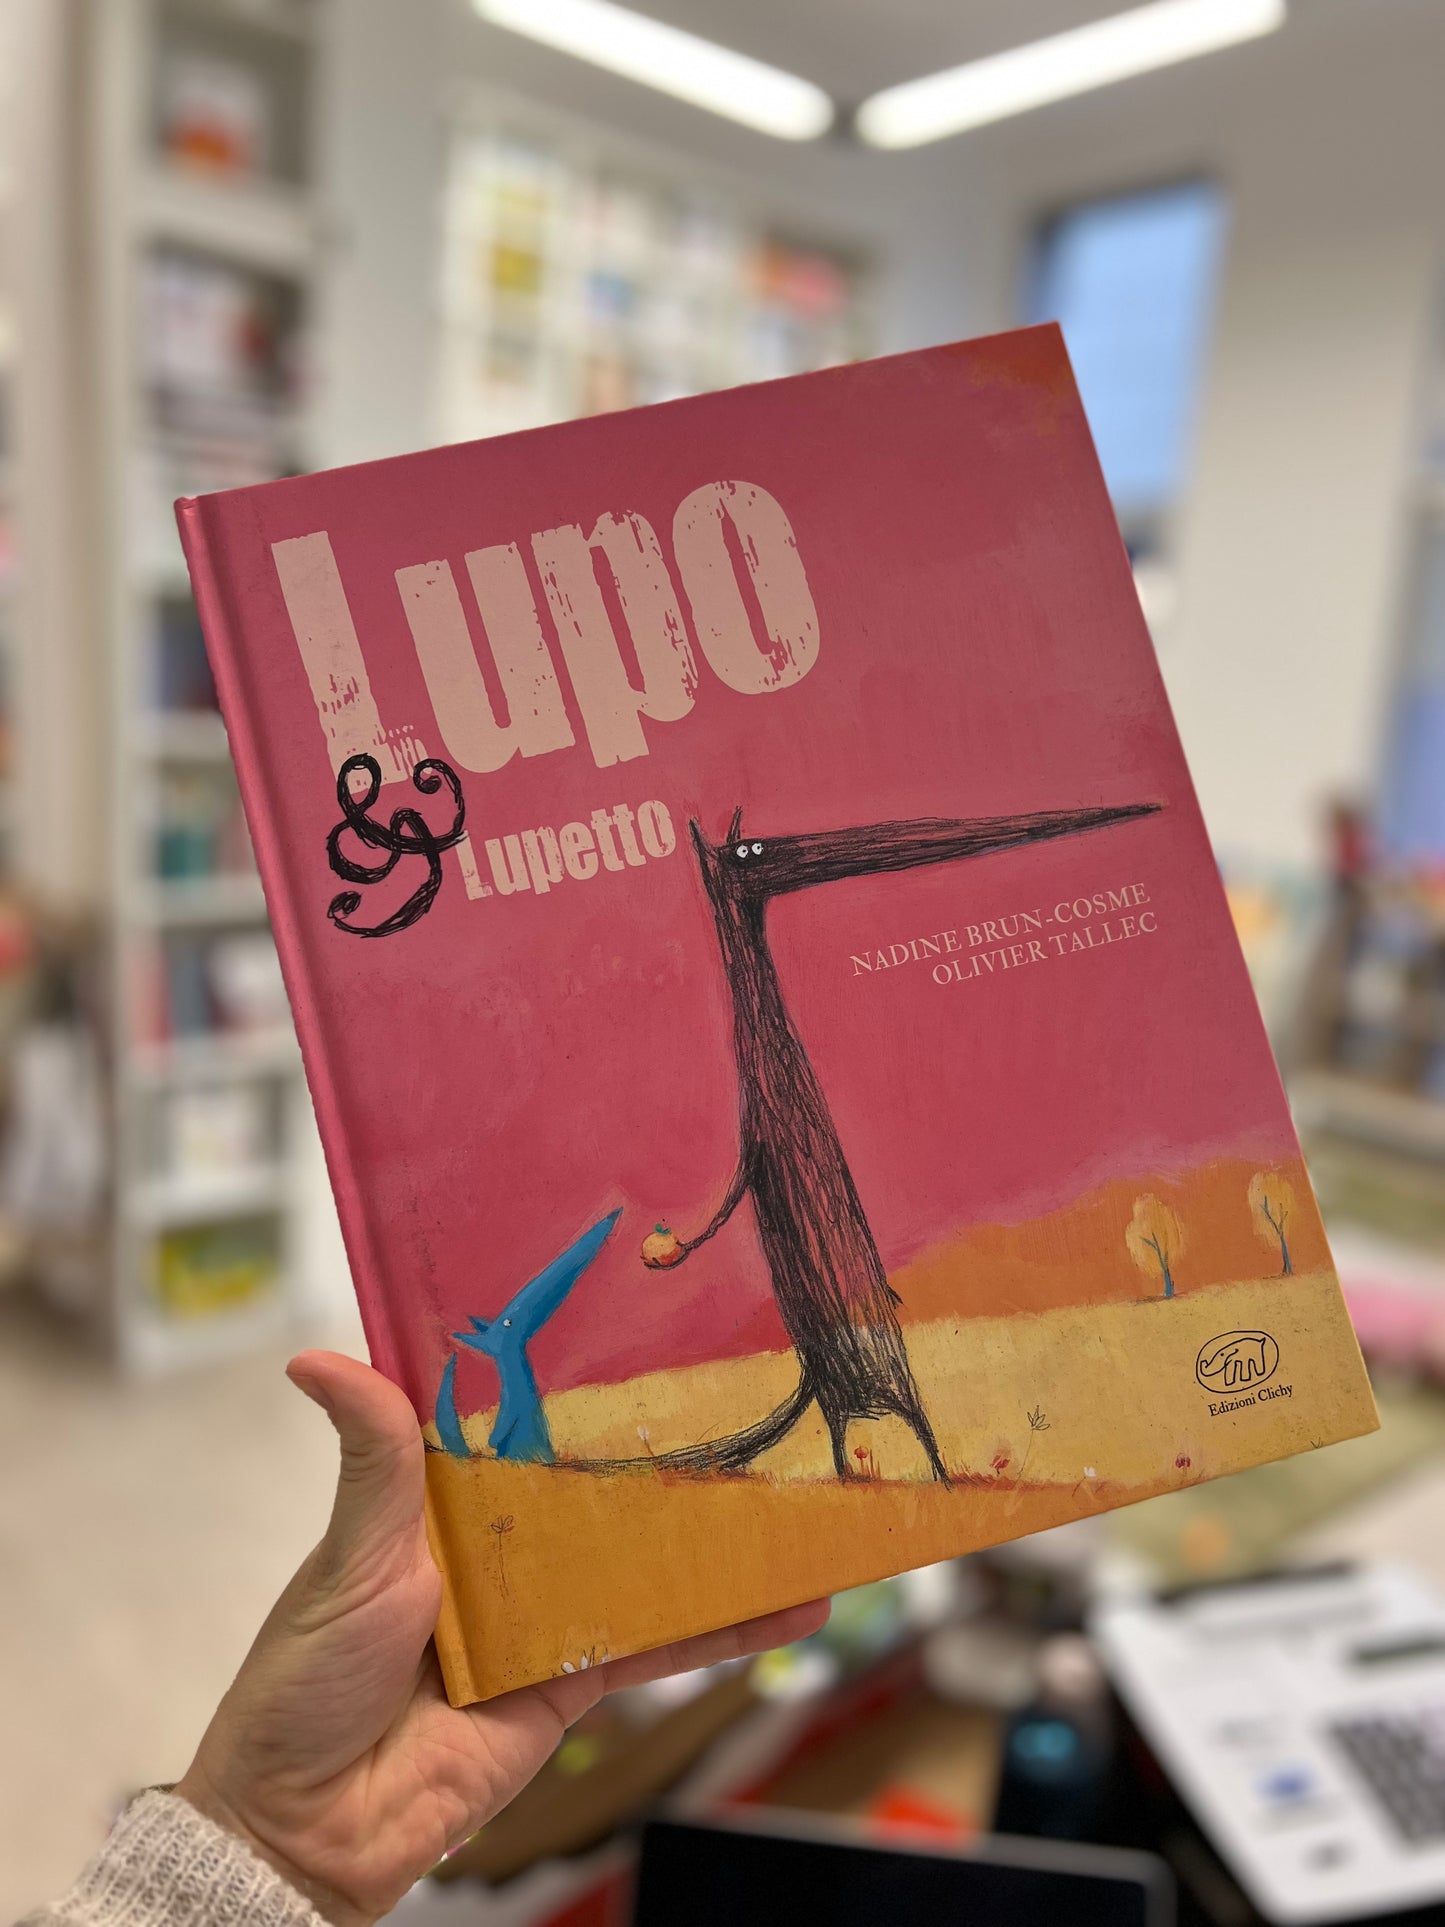 Lupo
&
Lupetto
NADINE BRUN-COSME
OLIVIER TALLEC
Edizioni Clichy